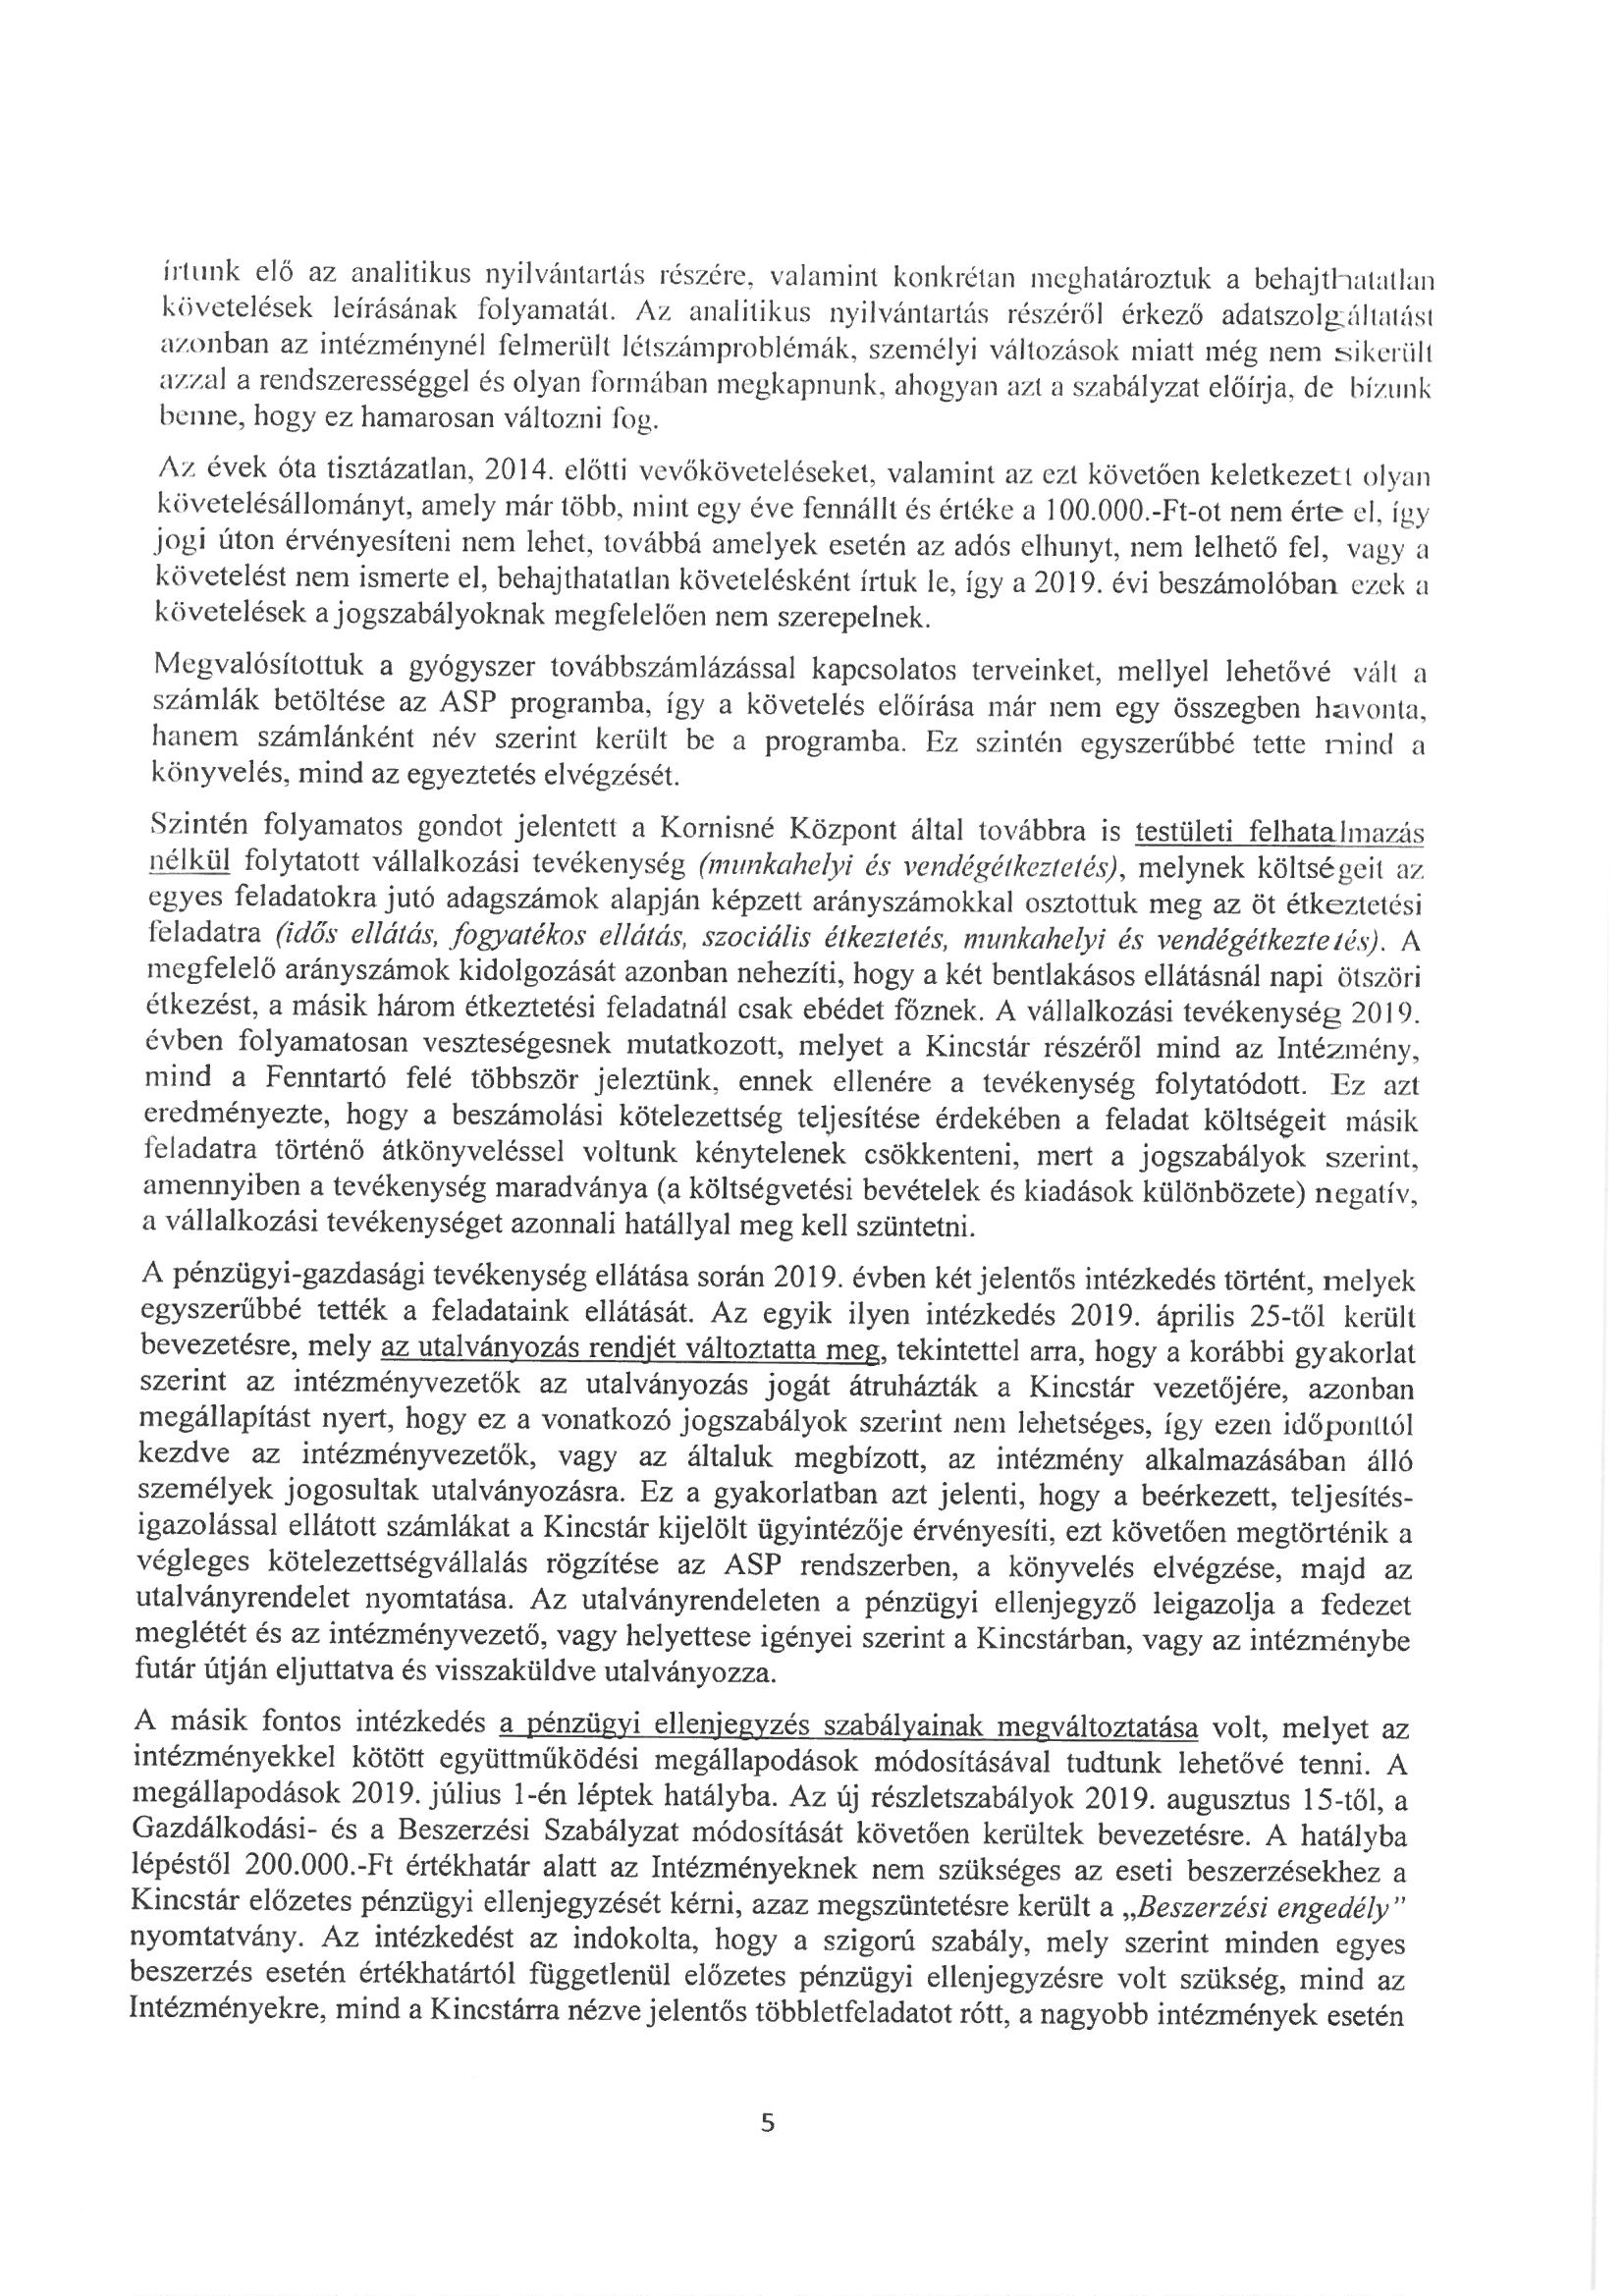 írtunk elő az analitikus nyilvántartás részére, valamint konkrétan meghatároztuk a behajthatatlan
követelések leírásának folyamatát. Az analitikus nyilvántartás részéről érkező adatszolgáltatást
azonban az intézménynél felmerült létszámproblémák, személyi változások miatt még nem sikerült
azzal a rendszerességgel és olyan formában megkapnunk, ahogyan azt a szabályzat előírja, de bízunk
benne, hogy ez hamarosan változni fog.
Az évek óta tisztázatlan, 2014. előtti vevőköveteléseket, valamint az ezt követően keletkezett olyan
követelésállományt, amely már több, mint egy éve fennállt és értéke a 100.000.-Ft-ot nem érte el, így
jogi úton érvényesíteni nem lehet, továbbá amelyek esetén az adós elhunyt, nem lelhető fel, vagy a
követelést nem ismerte el, behajthatatlan követelésként írtuk le, így a 2019. évi beszámolóban ezek a
követelések a jogszabályoknak megfelelően nem szerepelnek.
Megvalósítottuk a gyógyszer továbbszámlázással kapcsolatos terveinket, mellyel lehetővé vált a
számlák betöltése az ASP programba, így a követelés előírása már nem egy összegben havonta,
hanem számlánként név szerint került be a programba. Ez szintén egyszerűbbé tette mind a
könyvelés, mind az egyeztetés elvégzését.
Szintén folyamatos gondot jelentett a Kornisné Központ által továbbra is testületi felhatalmazás
nélkül folytatott vállalkozási tevékenység (munkahelyi és vendégétkeztetés), melynek költségeit az
egyes feladatokra jutó adagszámok alapján képzett arányszámokkal osztottuk meg az öt étkeztetési
feladatra (idős ellátás, fogyatékos ellátás, szociális étkeztetés, munkahelyi és vendégétkeztetés). A
megfelelő arányszámok kidolgozását azonban nehezíti, hogy a két bentlakásos ellátásnál napi ötszöri
étkezést, a másik három étkeztetési feladatnál csak ebédet főznek. A vállalkozási tevékenység 2019.
évben folyamatosan veszteségesnek mutatkozott, melyet a Kincstár részéről mind az Intézmény,
mind a Fenntartó felé többször jeleztünk, ennek ellenére a tevékenység folytatódott. Ez azt
eredményezte, hogy a beszámolási kötelezettség teljesítése érdekében a feladat költségeit másik
feladatra történő átkönyveléssel voltunk kénytelenek csökkenteni, mert a jogszabályok szerint,
amennyiben a tevékenység maradványa (a költségvetési bevételek és kiadások különbözete) negatív,
a vállalkozási tevékenységet azonnali hatállyal meg kell szüntetni.
A pénzügyi-gazdasági tevékenység ellátása során 2019. évben két jelentős intézkedés történt, melyek
egyszerűbbé tették a feladataink ellátását. Az egyik ilyen intézkedés 2019. április 25-től került
bevezetésre, mely az utalványozás rendjét változtatta meg, tekintettel arra, hogy a korábbi gyakorlat
szerint az intézményvezetők az utalványozás jogát átruházták a Kincstár vezetőjére, azonban
megállapítást nyert, hogy ez a vonatkozó jogszabályok szerint nem lehetséges, így ezen időponttól
kezdve az intézményvezetők, vagy az általuk megbízott, az intézmény alkalmazásában álló
személyek jogosultak utalványozásra. Ez a gyakorlatban azt jelenti, hogy a beérkezett, teljesítés-
igazolással ellátott számlákat a Kincstár kijelölt ügyintézője érvényesíti, ezt követően megtörténik a
végleges kötelezettségvállalás rögzítése az ASP rendszerben, a könyvelés elvégzése, majd az
utalványrendelet nyomtatása. Az utalványrendeleten a pénzügyi ellenjegyző leigazolja a fedezet
meglétét és az intézményvezető, vagy helyettese igényei szerint a Kincstárban, vagy az intézménybe
futár útján eljuttatva és visszaküldve utalványozza.
A másik fontos intézkedés a pénzügyi ellenjegyzés szabályainak megváltoztatása volt, melyet az
intézményekkel kötött együttműködési megállapodások módosításával tudtunk lehetővé tenni. A
megállapodások 2019. július 1-én léptek hatályba. Az új részletszabályok 2019. augusztus 15-től, a
Gazdálkodási- és a Beszerzési Szabályzat módosítását követően kerültek bevezetésre. A hatályba
lépéstől 200.000.-Ft értékhatár alatt az Intézményeknek nem szükséges az eseti beszerzésekhez a
Kincstár előzetes pénzügyi ellenjegyzését kérni, azaz megszüntetésre került a „Beszerzési engedély"
nyomtatvány. Az intézkedést az indokolta, hogy a szigorú szabály, mely szerint minden egyes
beszerzés esetén értékhatártól függetlenül előzetes pénzügyi ellenjegyzésre volt szükség, mind az
Intézményekre, mind a Kincstárra nézve jelentős többletfeladatot rótt, a nagyobb intézmények esetén
5